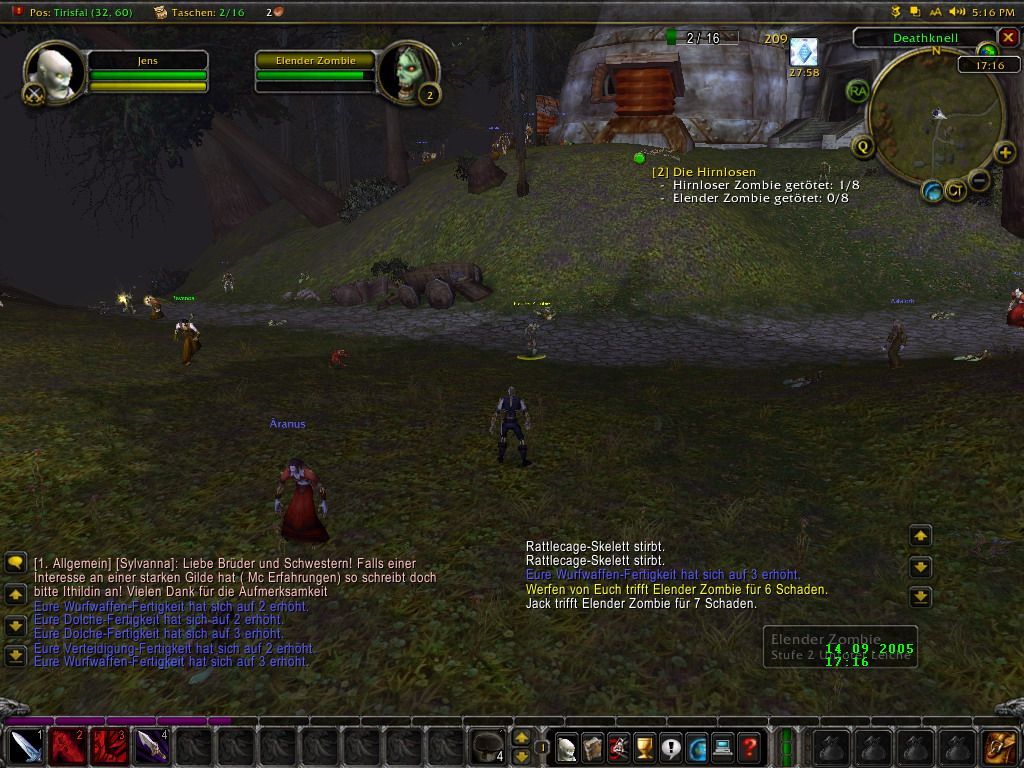 Pos: Tirisfal (32, 60)
Taschen: 2/16
2
5:16 PM
Jens
Elender Zombie
2
2 / 16
209
27:58
Deathknell
N
17:16
RA
Q
CT
[2] Die Hirnlosen
- Hirnloser Zombie getötet: 1/8
- Elender Zombie getötet: 0/8
Äranus
[1. Allgemein] [Sylvanna]: Liebe Brüder und Schwestern! Falls einer
Interesse an einer starken Gilde hat ( Mc Erfahrungen) so schreibt doch
bitte Ithildin an! Vielen Dank für die Aufmerksamkeit
Eure Wurfwaffen-Fertigkeit hat sich auf 2 erhöht.
Eure Dolche-Fertigkeit hat sich auf 2 erhöht.
Eure Dolche-Fertigkeit hat sich auf 3 erhöht.
Eure Verteidigung-Fertigkeit hat sich auf 2 erhöht.
Eure Wurfwaffen-Fertigkeit hat sich auf 3 erhöht.
Rattlecage-Skelett stirbt.
Rattlecage-Skelett stirbt.
Eure Wurfwaffen-Fertigkeit hat sich auf 3 erhöht.
Werfen von Euch trifft Elender Zombie für 6 Schaden.
Jack trifft Elender Zombie für 7 Schaden.
Elender Zombie
Stufe 2 Untoter Leiche
14.09.2005
17:16
2
3
4
4
1